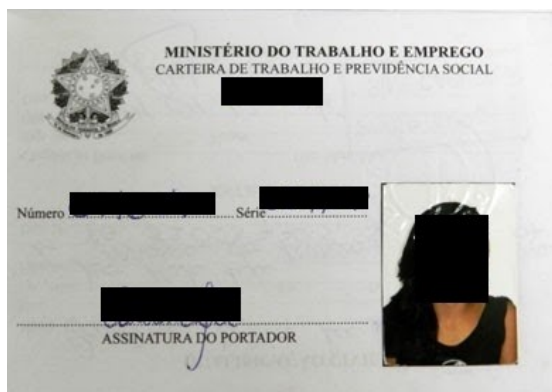 MINISTÉRIO DO TRABALHO E EMPREGO
CARTEIRA DE TRABALHO E PREVIDÊNCIA SOCIAL
Número Série
ASSINATURA DO PORTADOR